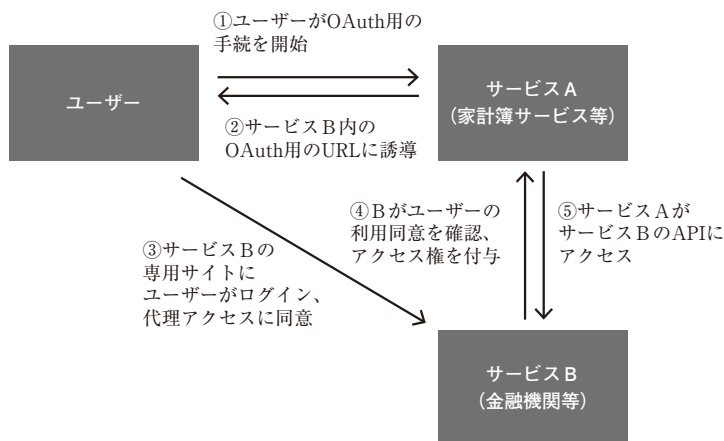 ①ユーザーがOAuth用の
手続を開始
ユーザー
サービスA
（家計簿サービス等）
②サービスB内の
OAuth用のURLに誘導
③サービスBの
専用サイトに
ユーザーがログイン、
代理アクセスに同意
④Bがユーザーの
利用同意を確認、
アクセス権を付与
⑤サービスAが
サービスBのAPIに
アクセス
サービスB
（金融機関等）